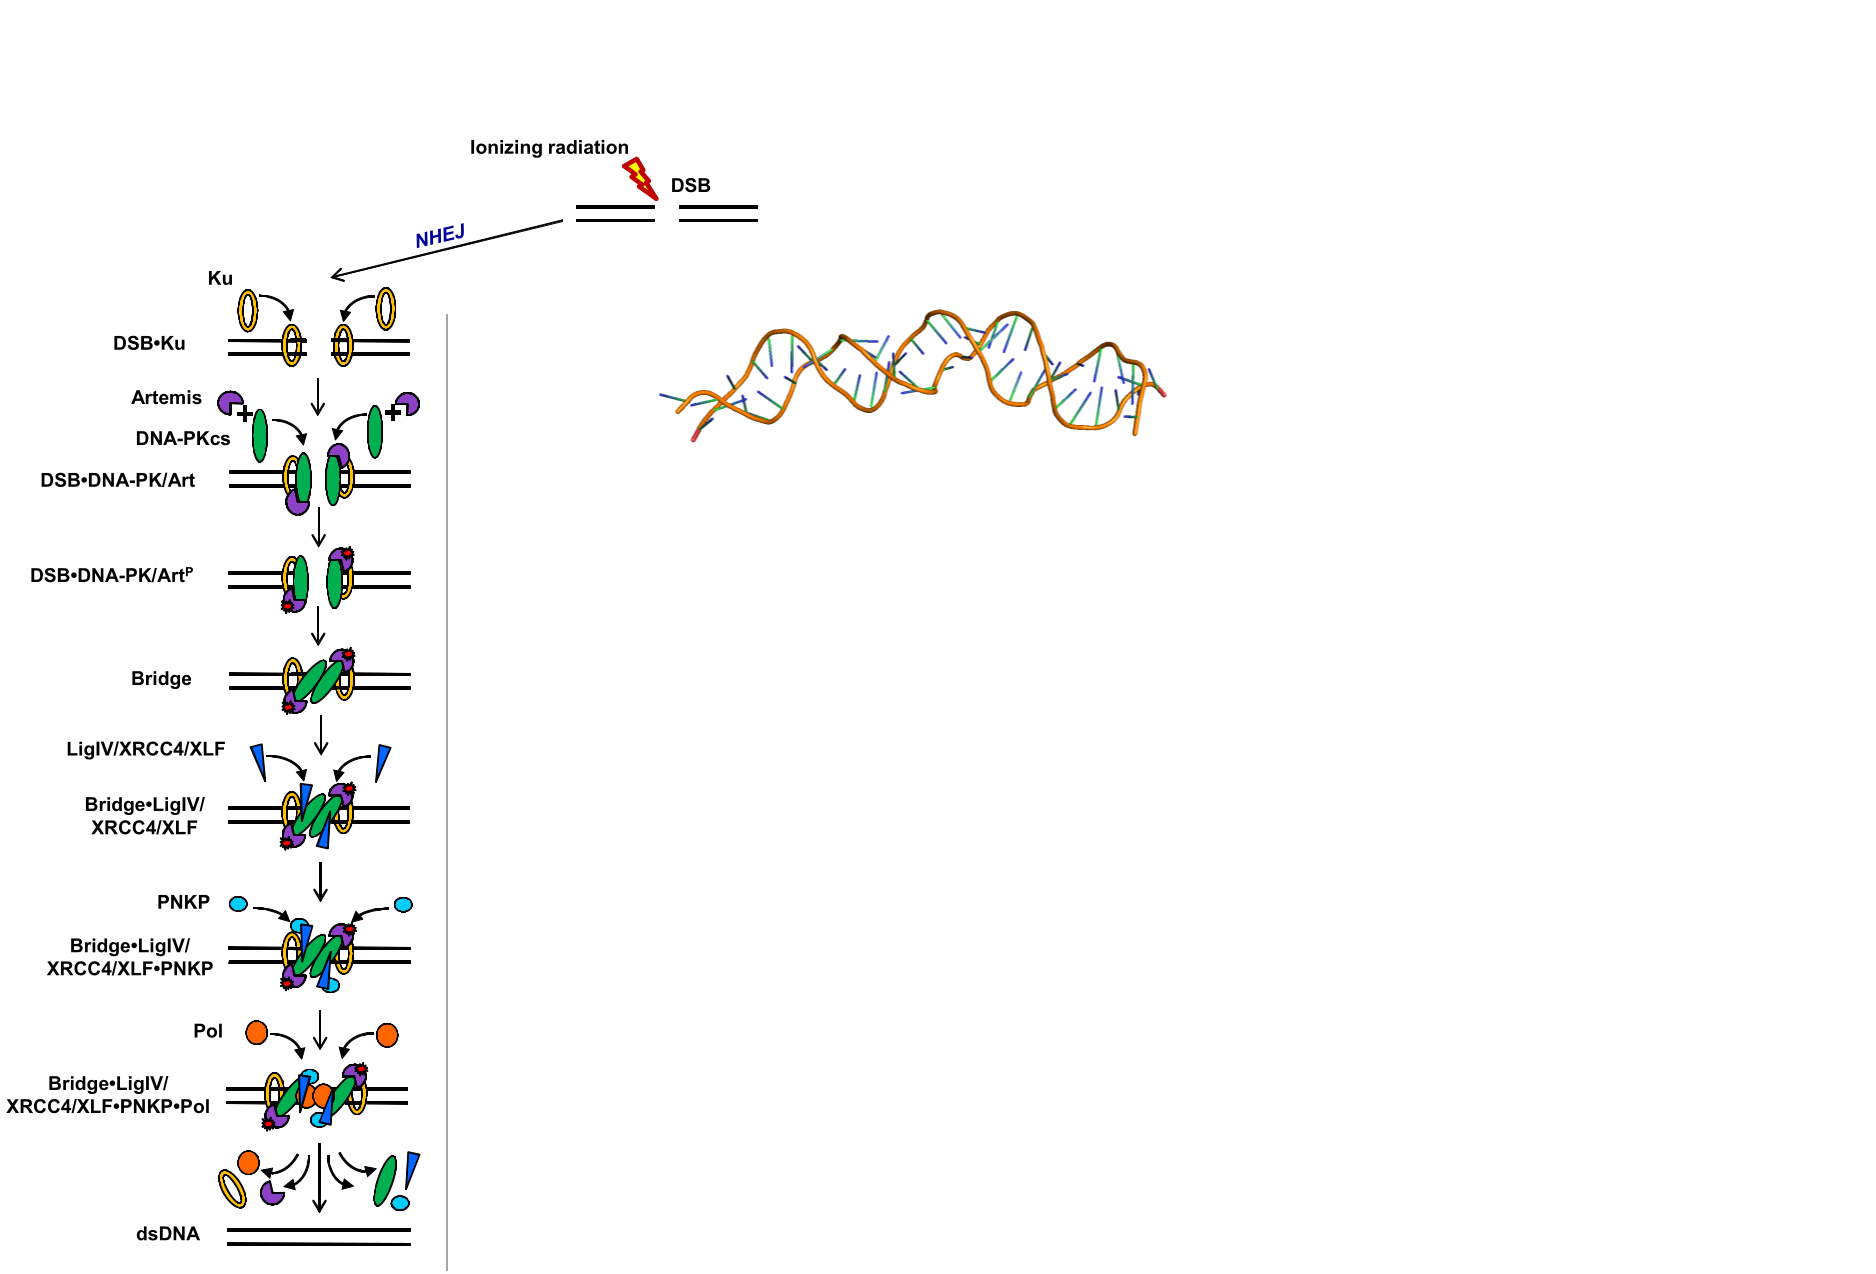 Ionizing radiation
DSB
NHEJ
Ku
DSB•Ku
Artemis
DNA-PKcs
DSB•DNA-PK/Art
DSB•DNA-PK/Artᴾ
Bridge
LigIV/XRCC4/XLF
Bridge•LigIV/
XRCC4/XLF
PNKP
Bridge•LigIV/
XRCC4/XLF•PNKP
Pol
Bridge•LigIV/
XRCC4/XLF•PNKP•Pol
dsDNA